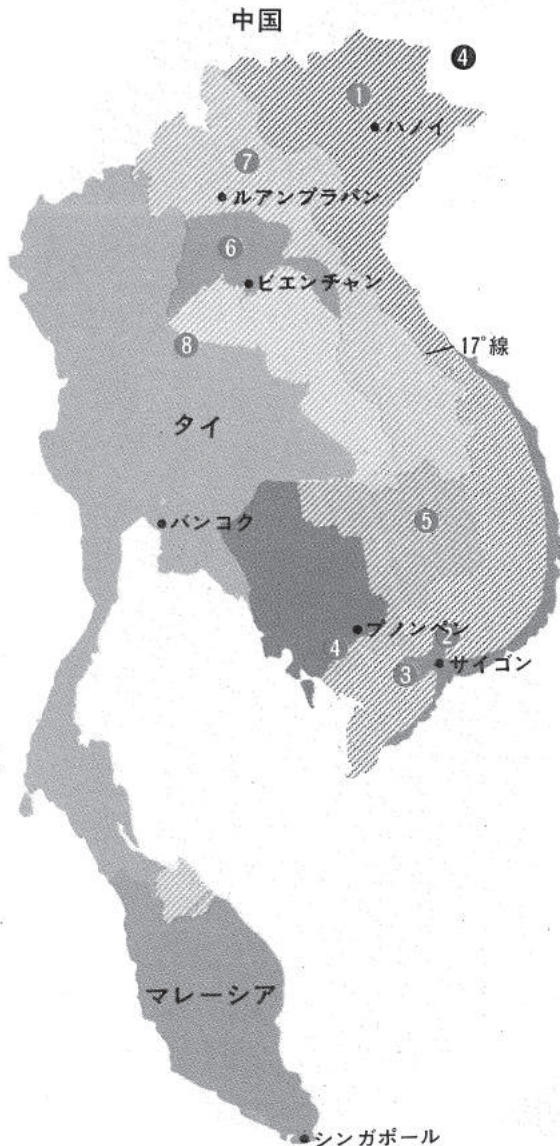 中国
❹
1
ハノイ
7
ルアンプラバン
6
ビエンチャン
17°線
8
タイ
バンコク
5
プノンペン
4
2
3
サイゴン
マレーシア
シンガポール